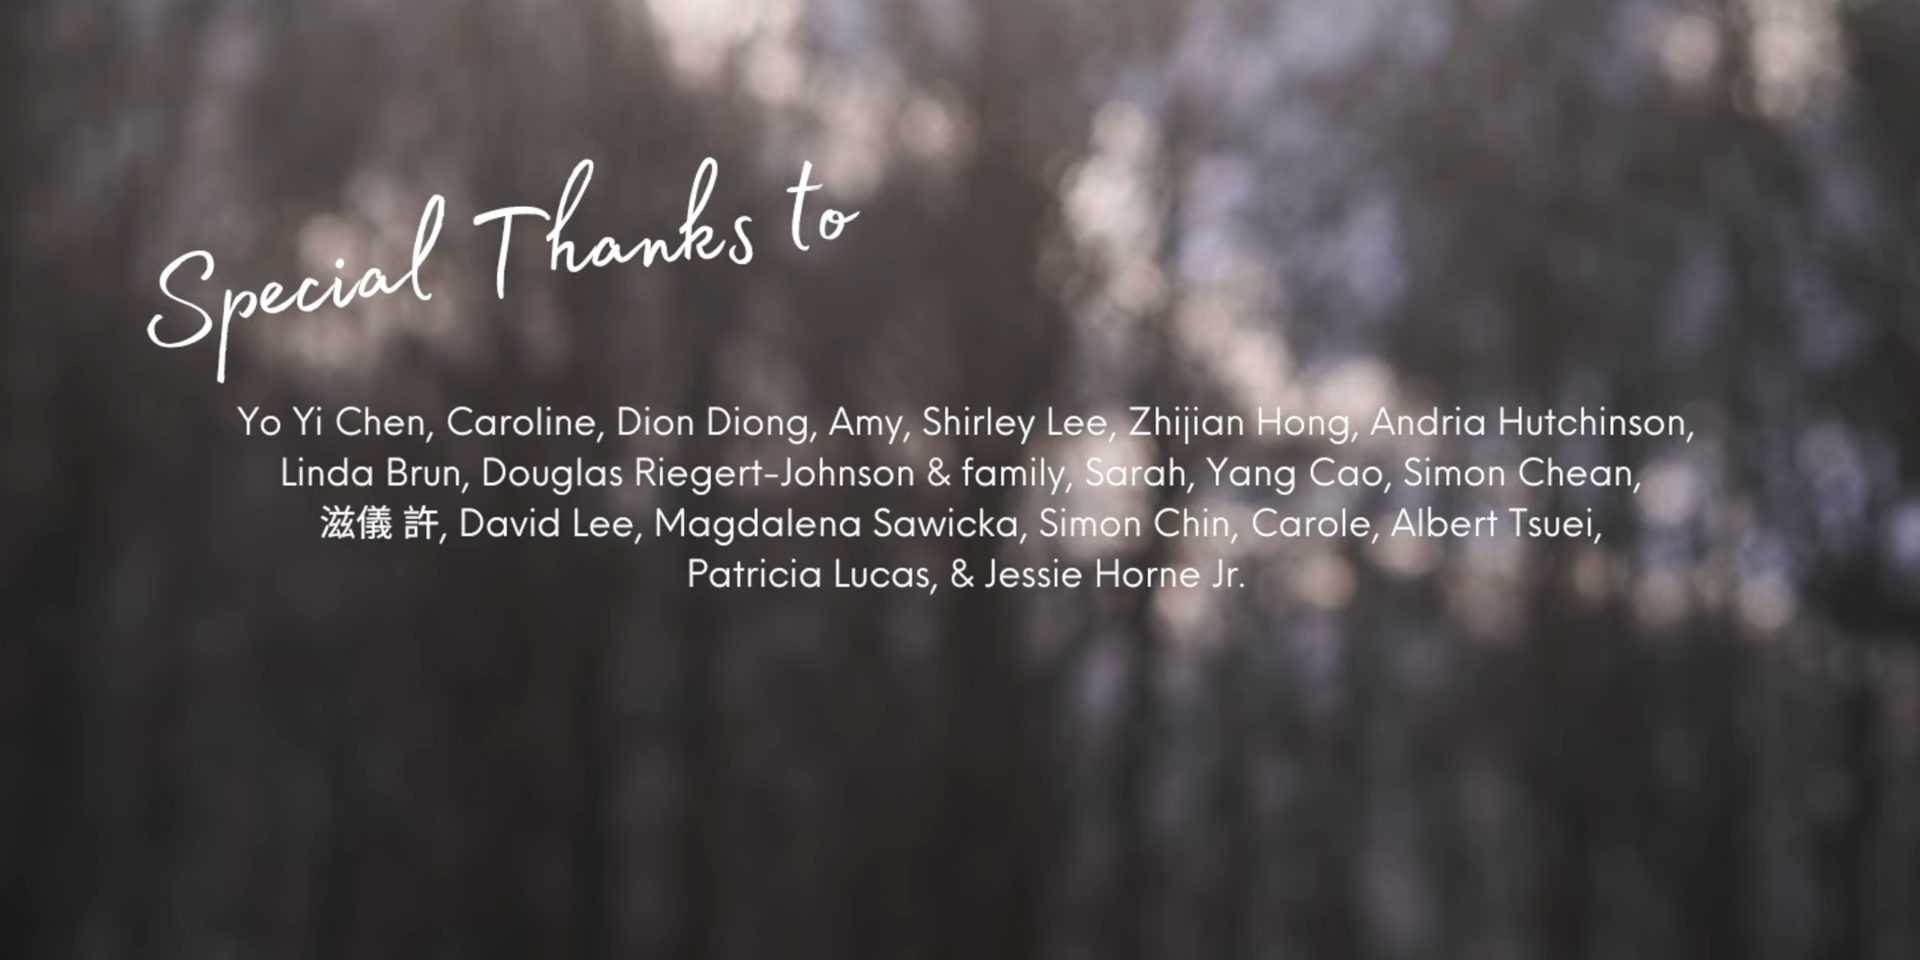 Special Thanks to
Yo Yi Chen, Caroline, Dion Diong, Amy, Shirley Lee, Zhijian Hong, Andria Hutchinson,
Linda Brun, Douglas Riegert-Johnson & family, Sarah, Yang Cao, Simon Chean,
滋儀 許, David Lee, Magdalena Sawicka, Simon Chin, Carole, Albert Tsuei,
Patricia Lucas, & Jessie Horne Jr.